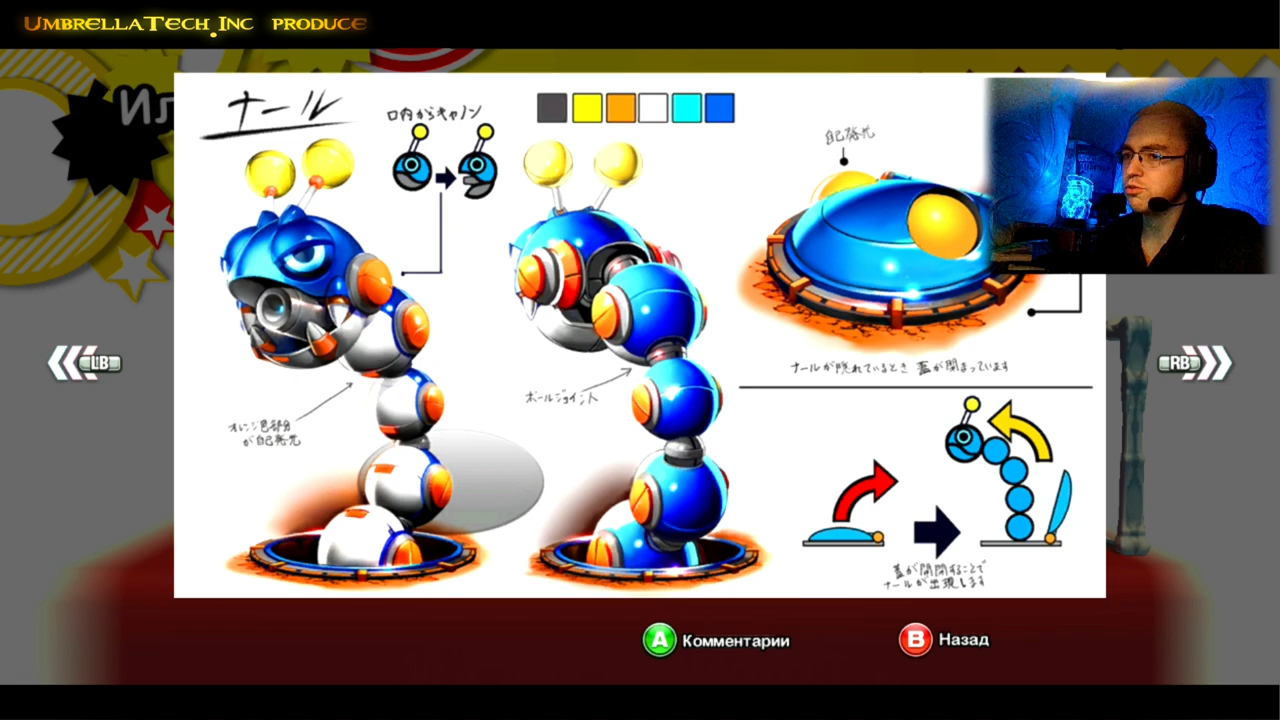 UmbrellaTech.Inc produce
Ил
ナール
口内からキャノン
自己発光
オレンジ色部分
が自己発光
ボールジョイント
ナールが隠れているとき 蓋が閉まっています
蓋が開閉することで
ナールが出現します
LB
RB
A Комментарии
B Назад